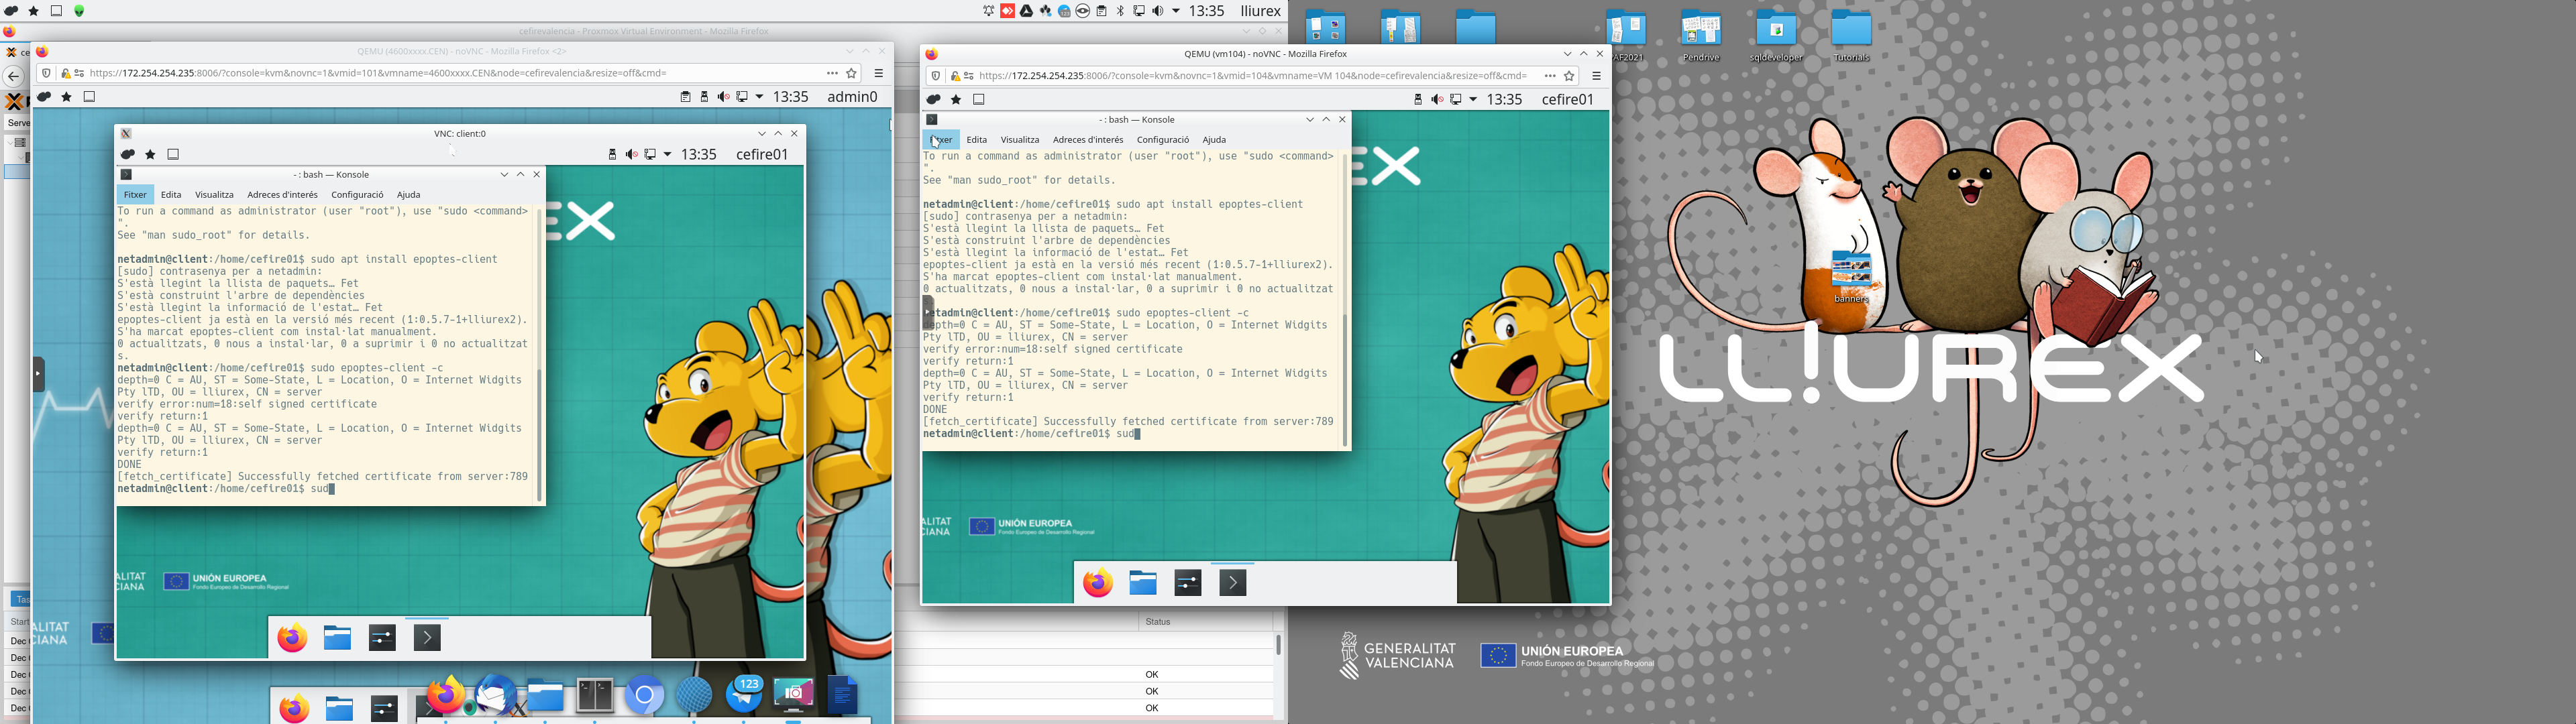 13:35 lliurex
cefirevalencia - Proxmox Virtual Environment - Mozilla Firefox
QEMU (4600xxxx.CEN) - noVNC - Mozilla Firefox <2>
https://172.254.254.235:8006/?console=kvm&novnc=1&vmid=101&vmname=4600xxxx.CEN&node=cefirevalencia&resize=off&cmd=
13:35 admin0
VNC: client:0
13:35 cefire01
- : bash — Konsole
Fitxer Edita Visualitza Adreces d'interés Configuració Ajuda
To run a command as administrator (user "root"), use "sudo <command>
".
See "man sudo_root" for details.
netadmin@client:/home/cefire01$ sudo apt install epoptes-client
[sudo] contrasenya per a netadmin:
S'està llegint la llista de paquets… Fet
S'està construint l'arbre de dependències
S'està llegint la informació de l'estat… Fet
epoptes-client ja està en la versió més recent (1:0.5.7-1+lliurex2).
S'ha marcat epoptes-client com instal·lat manualment.
0 actualitzats, 0 nous a instal·lar, 0 a suprimir i 0 no actualitzat
s.
netadmin@client:/home/cefire01$ sudo epoptes-client -c
depth=0 C = AU, ST = Some-State, L = Location, O = Internet Widgits
Pty lTD, OU = lliurex, CN = server
verify error:num=18:self signed certificate
verify return:1
depth=0 C = AU, ST = Some-State, L = Location, O = Internet Widgits
Pty lTD, OU = lliurex, CN = server
verify return:1
DONE
[fetch_certificate] Successfully fetched certificate from server:789
netadmin@client:/home/cefire01$ sud
EX
ALITAT
CIANA
UNIÓN EUROPEA
Fondo Europeo de Desarrollo Regional
QEMU (vm104) - noVNC - Mozilla Firefox
https://172.254.254.235:8006/?console=kvm&novnc=1&vmid=104&vmname=VM 104&node=cefirevalencia&resize=off&cmd=
13:35 cefire01
- : bash — Konsole
Fitxer Edita Visualitza Adreces d'interés Configuració Ajuda
To run a command as administrator (user "root"), use "sudo <command>
".
See "man sudo_root" for details.
netadmin@client:/home/cefire01$ sudo apt install epoptes-client
[sudo] contrasenya per a netadmin:
S'està llegint la llista de paquets… Fet
S'està construint l'arbre de dependències
S'està llegint la informació de l'estat… Fet
epoptes-client ja està en la versió més recent (1:0.5.7-1+lliurex2).
S'ha marcat epoptes-client com instal·lat manualment.
0 actualitzats, 0 nous a instal·lar, 0 a suprimir i 0 no actualitzat
netadmin@client:/home/cefire01$ sudo epoptes-client -c
depth=0 C = AU, ST = Some-State, L = Location, O = Internet Widgits
Pty lTD, OU = lliurex, CN = server
verify error:num=18:self signed certificate
verify return:1
depth=0 C = AU, ST = Some-State, L = Location, O = Internet Widgits
Pty lTD, OU = lliurex, CN = server
verify return:1
DONE
[fetch_certificate] Successfully fetched certificate from server:789
netadmin@client:/home/cefire01$ sud
EX
ALITAT
CIANA
UNIÓN EUROPEA
Fondo Europeo de Desarrollo Regional
Serve
Tas
Start
Dec
Dec
Dec
Dec
Dec
Status
OK
OK
OK
ALITAT
CIANA
123
AF2021
Pendrive
sqldeveloper
Tutorials
banners
LL!UREX
GENERALITAT
VALENCIANA
UNIÓN EUROPEA
Fondo Europeo de Desarrollo Regional